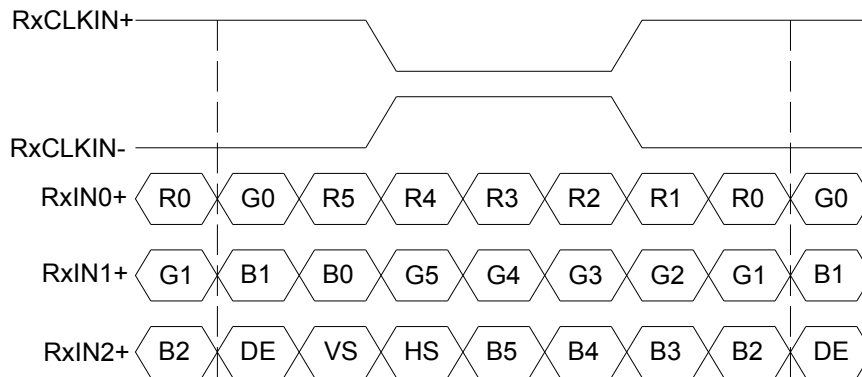 RxCLKIN+
RxCLKIN-
RxIN0+ R0 G0 R5 R4 R3 R2 R1 R0 G0
RxIN1+ G1 B1 B0 G5 G4 G3 G2 G1 B1
RxIN2+ B2 DE VS HS B5 B4 B3 B2 DE